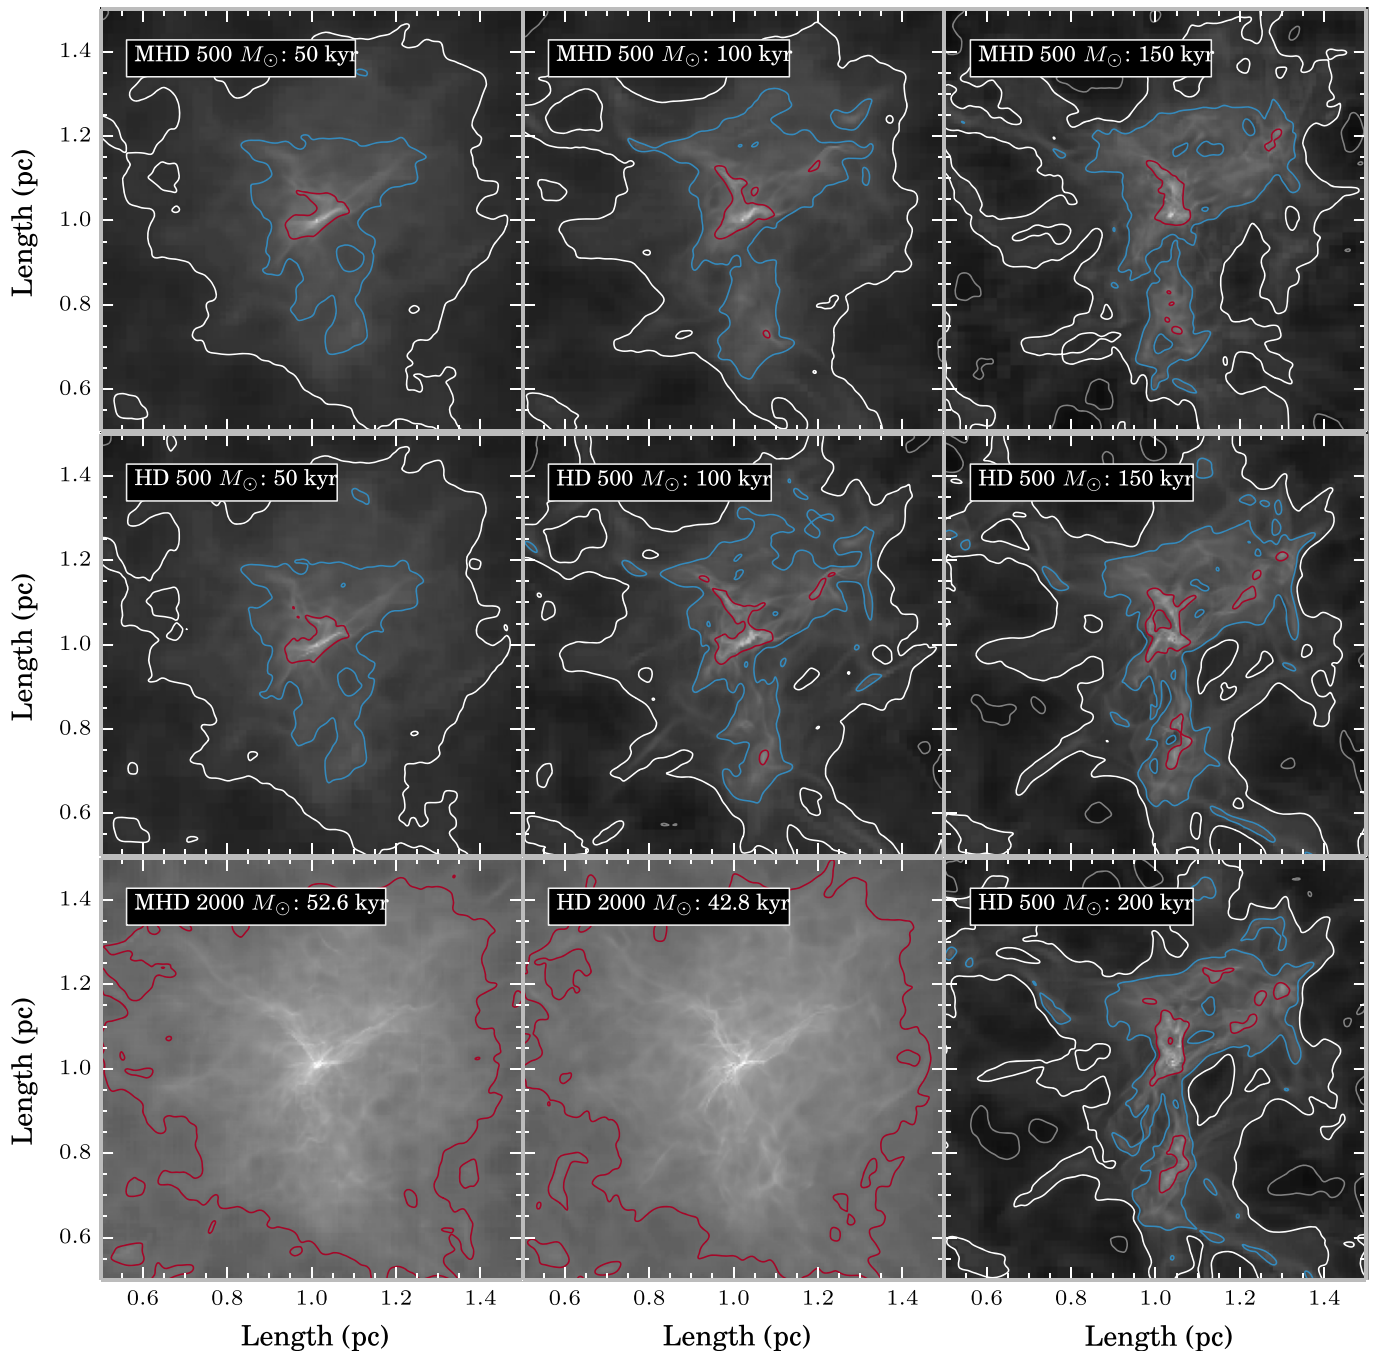 MHD 500 M☉: 50 kyr
MHD 500 M☉: 100 kyr
MHD 500 M☉: 150 kyr
Length (pc)
1.4
1.2
1.0
0.8
0.6
HD 500 M☉: 50 kyr
HD 500 M☉: 100 kyr
HD 500 M☉: 150 kyr
Length (pc)
1.4
1.2
1.0
0.8
0.6
MHD 2000 M☉: 52.6 kyr
HD 2000 M☉: 42.8 kyr
HD 500 M☉: 200 kyr
Length (pc)
1.4
1.2
1.0
0.8
0.6
0.6 0.8 1.0 1.2 1.4
0.6 0.8 1.0 1.2 1.4
0.6 0.8 1.0 1.2 1.4
Length (pc)
Length (pc)
Length (pc)